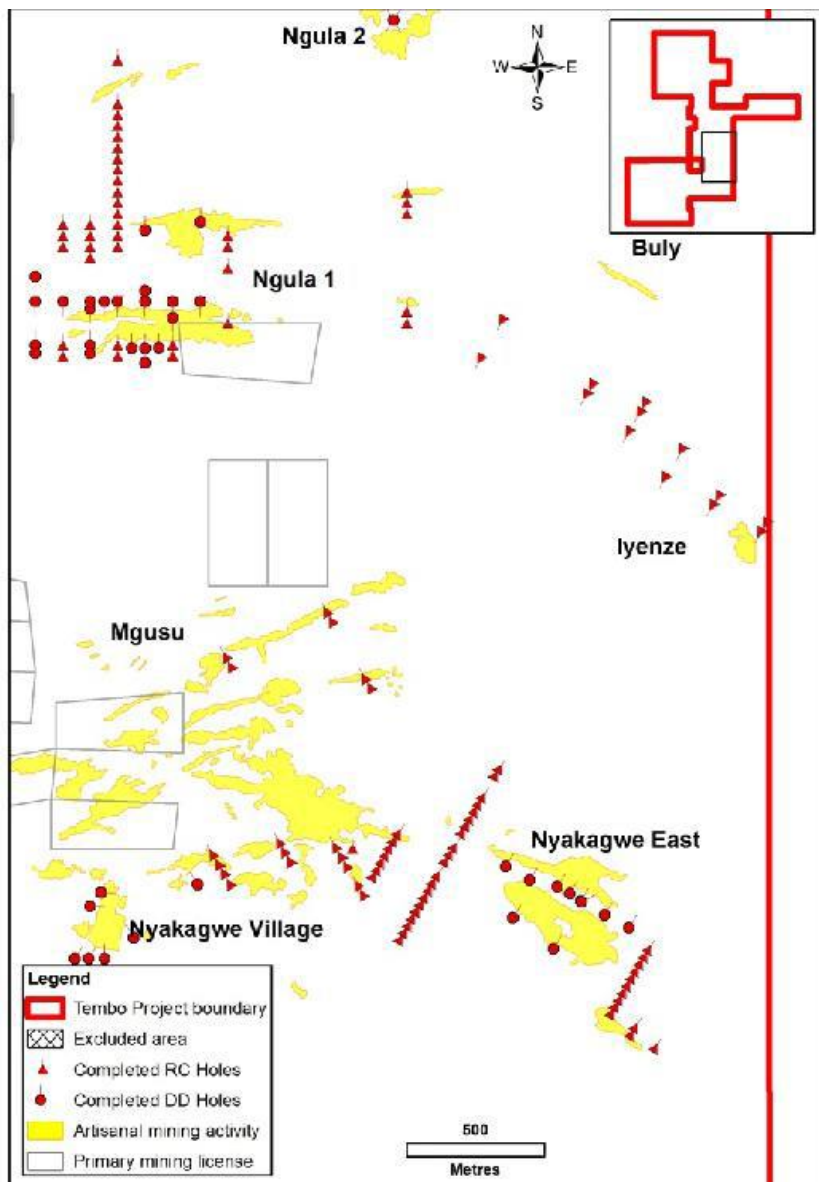 Ngula 2
N
W E
S
Buly
Ngula 1
Iyenze
Mgusu
Nyakagwe East
Nyakagwe Village
Legend
Tembo Project boundary
Excluded area
Completed RC Holes
Completed DD Holes
Artisanal mining activity
Primary mining license
500
Metres